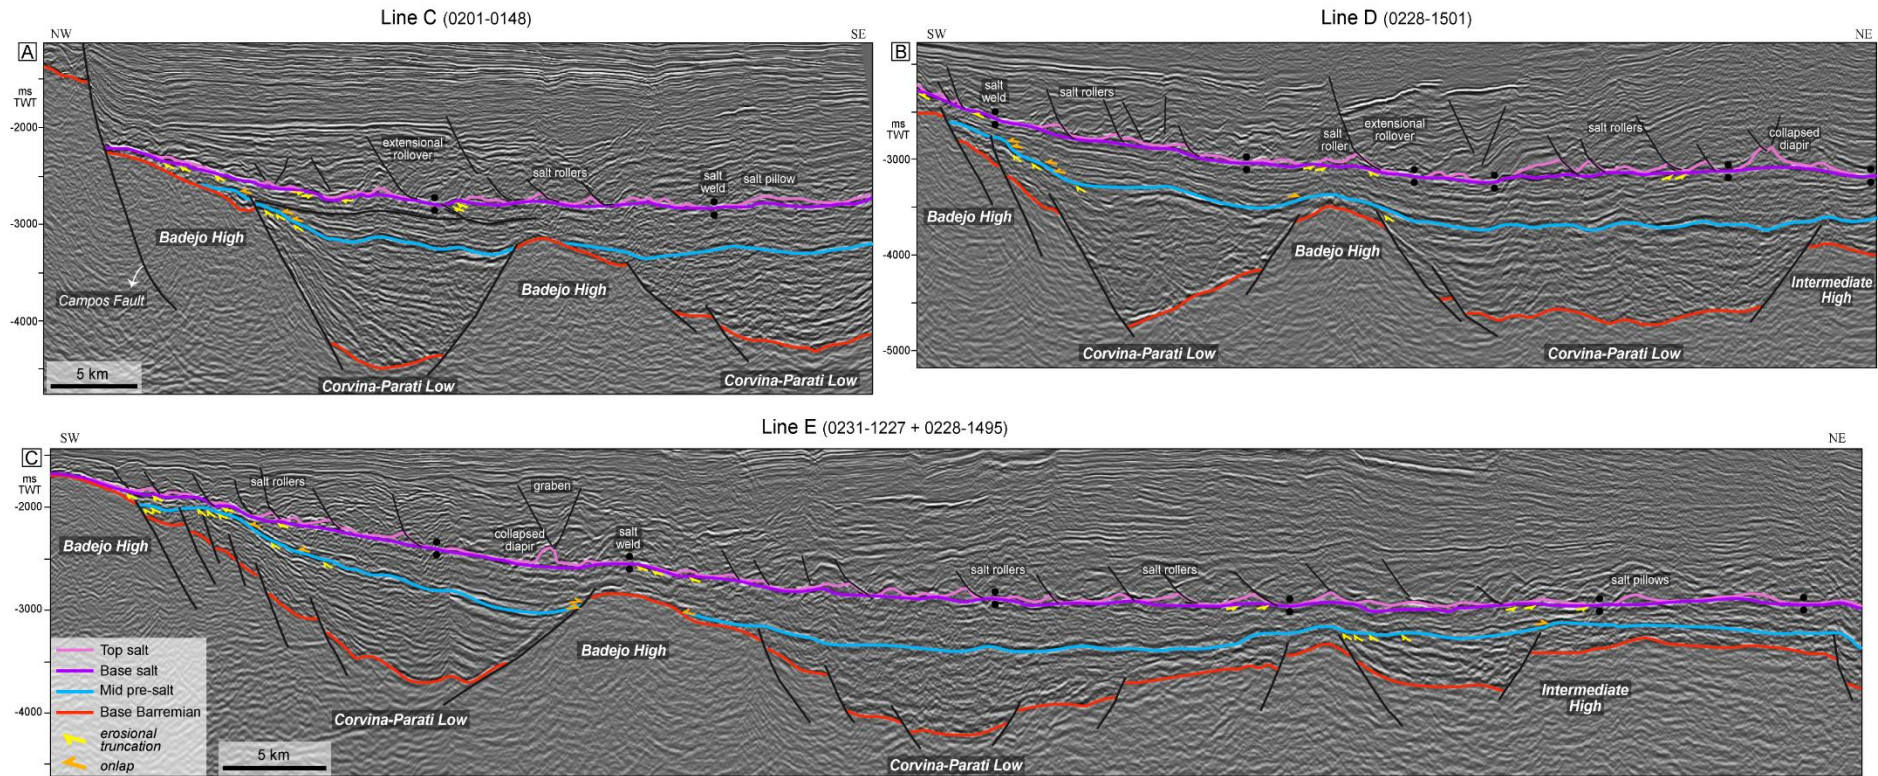 Line C (0201-0148)
A
NW
SE
ms
TWT
-2000
-3000
-4000
extensional
rollover
salt rollers
salt
weld
salt pillow
Badejo High
Campos Fault
Badejo High
Corvina-Parati Low
Corvina-Parati Low
5 km
Line D (0228-1501)
B
SW
NE
ms
TWT
-3000
-4000
-5000
salt
weld
salt rollers
salt
roller
extensional
rollover
salt rollers
collapsed
diapir
Badejo High
Badejo High
Intermediate
High
Corvina-Parati Low
Corvina-Parati Low
Line E (0231-1227 + 0228-1495)
C
SW
NE
ms
TWT
-2000
-3000
-4000
salt rollers
graben
collapsed
diapir
salt
weld
salt rollers
salt rollers
salt pillows
Badejo High
Badejo High
Intermediate
High
Corvina-Parati Low
Corvina-Parati Low
Top salt
Base salt
Mid pre-salt
Base Barremian
erosional
truncation
onlap
5 km